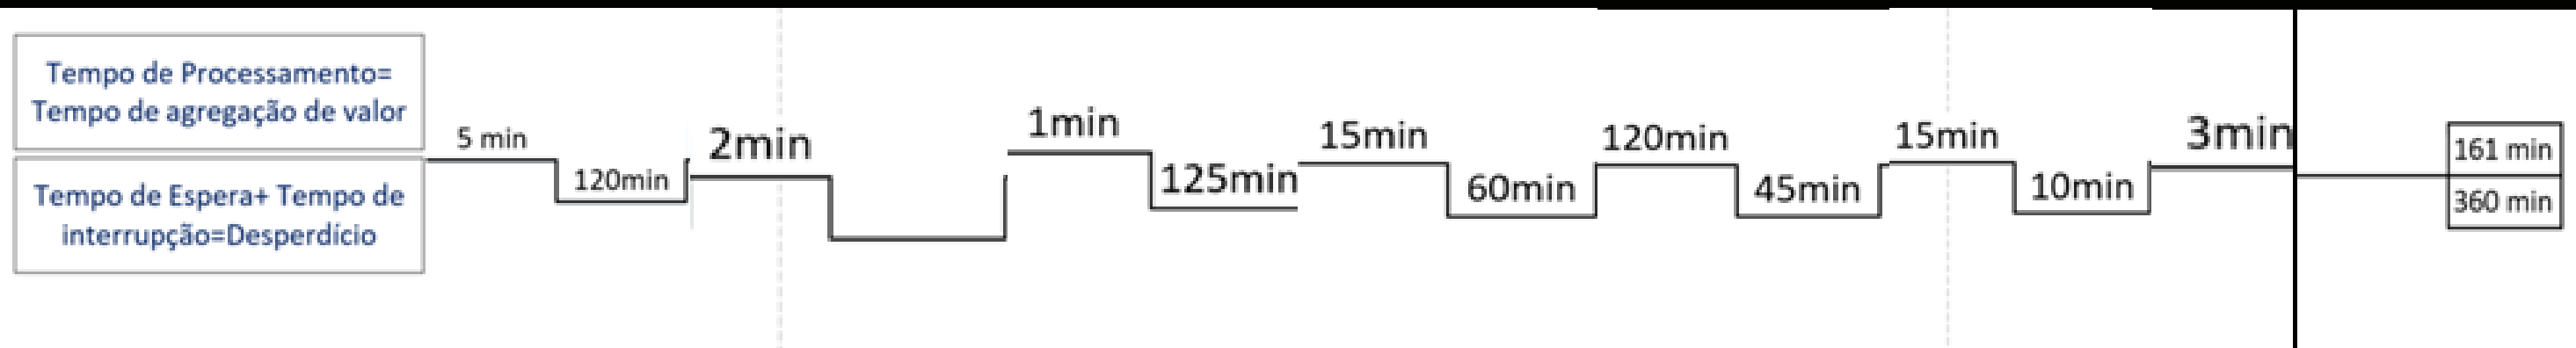 Tempo de Processamento=
Tempo de agregação de valor
Tempo de Espera+ Tempo de
interrupção=Desperdício
5 min
120min
2min
1min
125min
15min
60min
120min
45min
15min
10min
3min
161 min
360 min